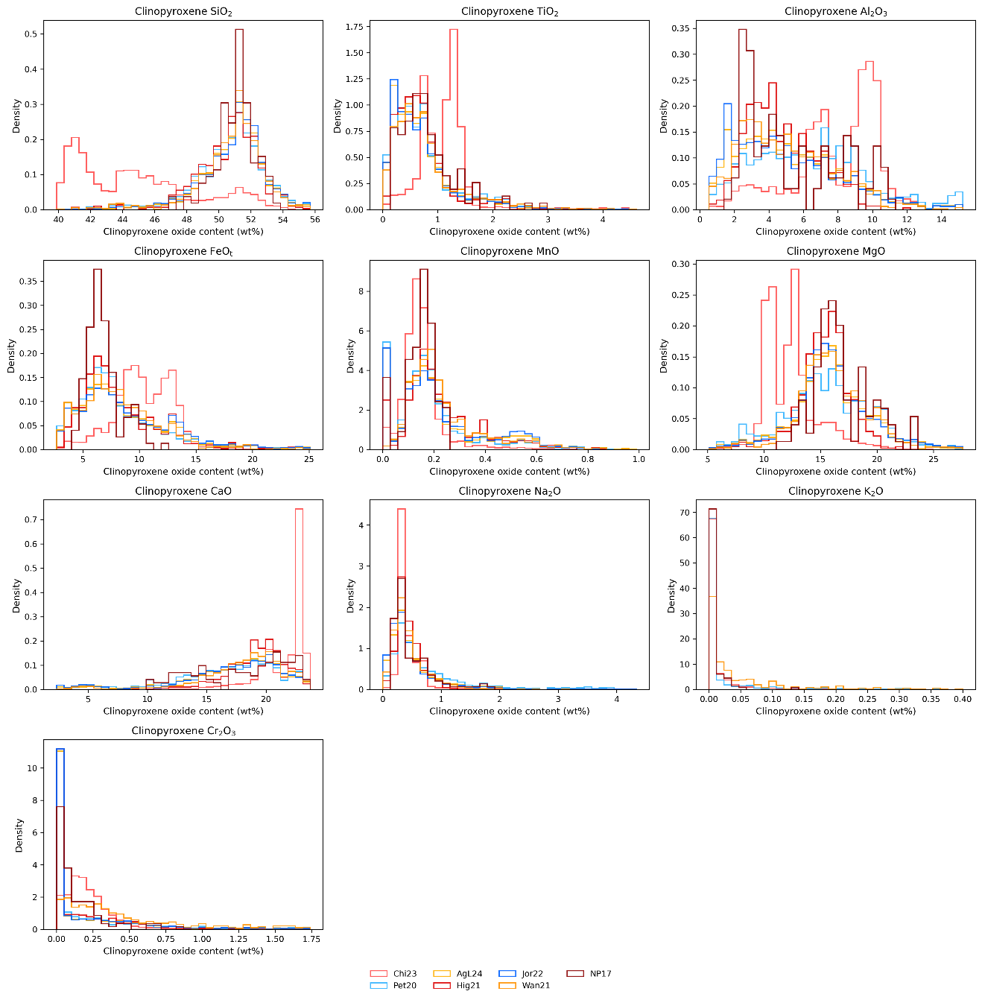 Clinopyroxene SiO₂
Density
0.5
0.4
0.3
0.2
0.1
0.0
40 42 44 46 48 50 52 54 56
Clinopyroxene oxide content (wt%)
Clinopyroxene TiO₂
Density
1.75
1.50
1.25
1.00
0.75
0.50
0.25
0.00
0 1 2 3 4
Clinopyroxene oxide content (wt%)
Clinopyroxene Al₂O₃
Density
0.35
0.30
0.25
0.20
0.15
0.10
0.05
0.00
0 2 4 6 8 10 12 14
Clinopyroxene oxide content (wt%)
Clinopyroxene FeOₜ
Density
0.35
0.30
0.25
0.20
0.15
0.10
0.05
0.00
5 10 15 20 25
Clinopyroxene oxide content (wt%)
Clinopyroxene MnO
Density
8
6
4
2
0
0.0 0.2 0.4 0.6 0.8 1.0
Clinopyroxene oxide content (wt%)
Clinopyroxene MgO
Density
0.30
0.25
0.20
0.15
0.10
0.05
0.00
5 10 15 20 25
Clinopyroxene oxide content (wt%)
Clinopyroxene CaO
Density
0.7
0.6
0.5
0.4
0.3
0.2
0.1
0.0
5 10 15 20
Clinopyroxene oxide content (wt%)
Clinopyroxene Na₂O
Density
4
3
2
1
0
0 1 2 3 4
Clinopyroxene oxide content (wt%)
Clinopyroxene K₂O
Density
70
60
50
40
30
20
10
0
0.00 0.05 0.10 0.15 0.20 0.25 0.30 0.35 0.40
Clinopyroxene oxide content (wt%)
Clinopyroxene Cr₂O₃
Density
10
8
6
4
2
0
0.00 0.25 0.50 0.75 1.00 1.25 1.50 1.75
Clinopyroxene oxide content (wt%)
Chi23 AgL24 Jor22 NP17
Pet20 Hig21 Wan21